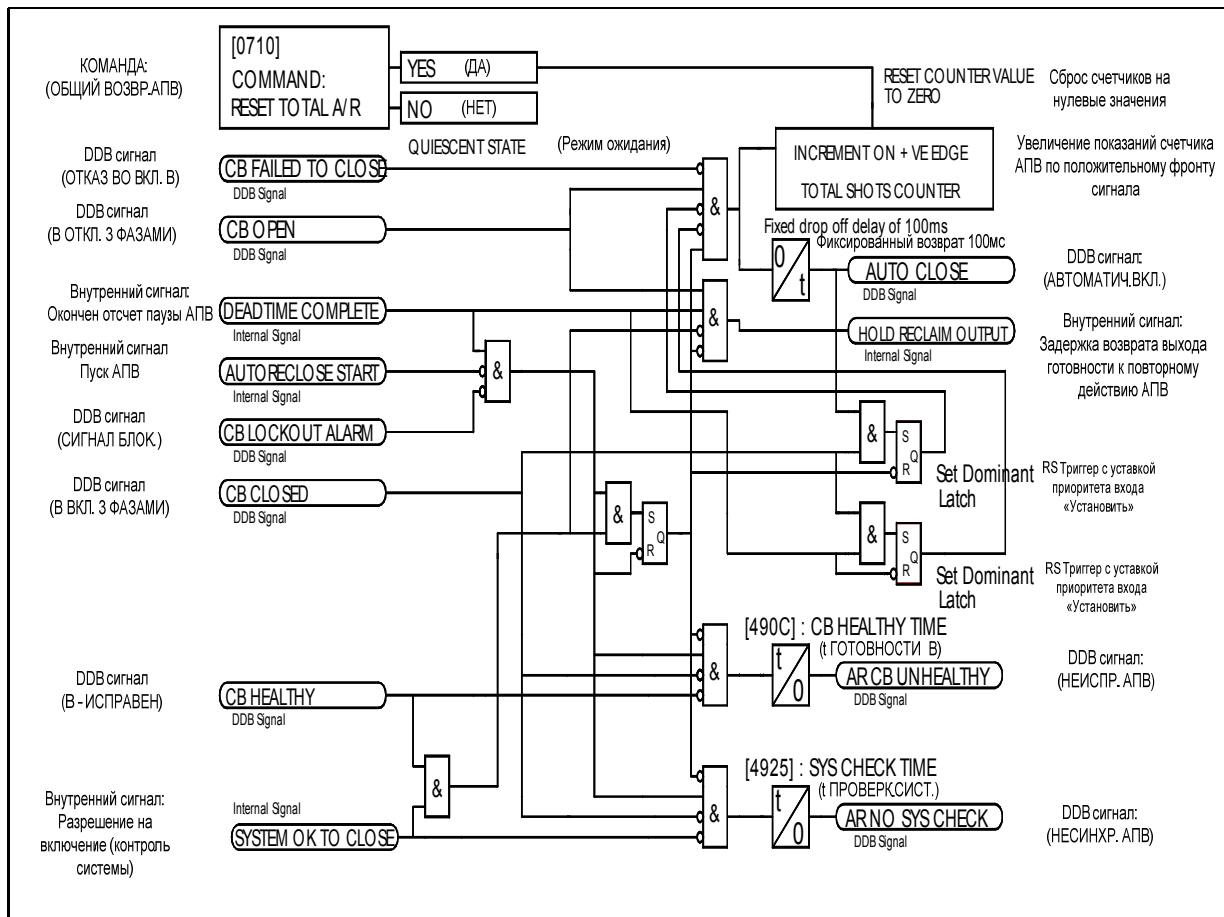 КОМАНДА:
(ОБЩИЙ ВОЗВР.АПВ)
[0710]
COMMAND:
RESET TOTAL A/R
YES (ДА)
NO (НЕТ)
RESET COUNTER VALUE
TO ZERO
Сброс счетчиков на
нулевые значения
QUIESCENT STATE (Режим ожидания)
INCREMENT ON + VE EDGE
TOTAL SHOTS COUNTER
Увеличение показаний счетчика
АПВ по положительному фронту
сигнала
DDB сигнал
(ОТКАЗ ВО ВКЛ. В)
CB FAILED TO CLOSE
DDB Signal
&
DDB сигнал
(В ОТКЛ. 3 ФАЗАМИ)
CB OPEN
DDB Signal
Fixed drop off delay of 100ms
Фиксированный возврат 100мс
0
t
AUTO CLOSE
DDB Signal
DDB сигнал:
(АВТОМАТИЧ.ВКЛ.)
Внутренний сигнал:
Окончен отсчет паузы АПВ
DEADTIME COMPLETE
Internal Signal
&
HOLD RECLAIM OUTPUT
Internal Signal
Внутренний сигнал:
Задержка возврата выхода
готовности к повторному
действию АПВ
Внутренний сигнал
Пуск АПВ
AUTORECLOSE START
Internal Signal
&
DDB сигнал
(СИГНАЛ БЛОК.)
CB LOCKOUT ALARM
DDB Signal
&
S
Q
R
Set Dominant
Latch
RS Триггер с уставкой
приоритета входа
«Установить»
DDB сигнал
(В ВКЛ. 3 ФАЗАМИ)
CB CLOSED
DDB Signal
&
S
Q
R
&
S
Q
R
Set Dominant
Latch
RS Триггер с уставкой
приоритета входа
«Установить»
[490C] : CB HEALTHY TIME
(t ГОТОВНОСТИ В)
&
t
0
AR CB UNHEALTHY
DDB Signal
DDB сигнал:
(НЕИСПР. АПВ)
DDB сигнал
(В - ИСПРАВЕН)
CB HEALTHY
DDB Signal
&
[4925] : SYS CHECK TIME
(t ПРОВЕРК.СИСТ.)
&
t
0
AR NO SYS CHECK
DDB Signal
DDB сигнал:
(НЕСИНХР. АПВ)
Внутренний сигнал:
Разрешение на
включение (контроль
системы)
Internal Signal
SYSTEM OK TO CLOSE